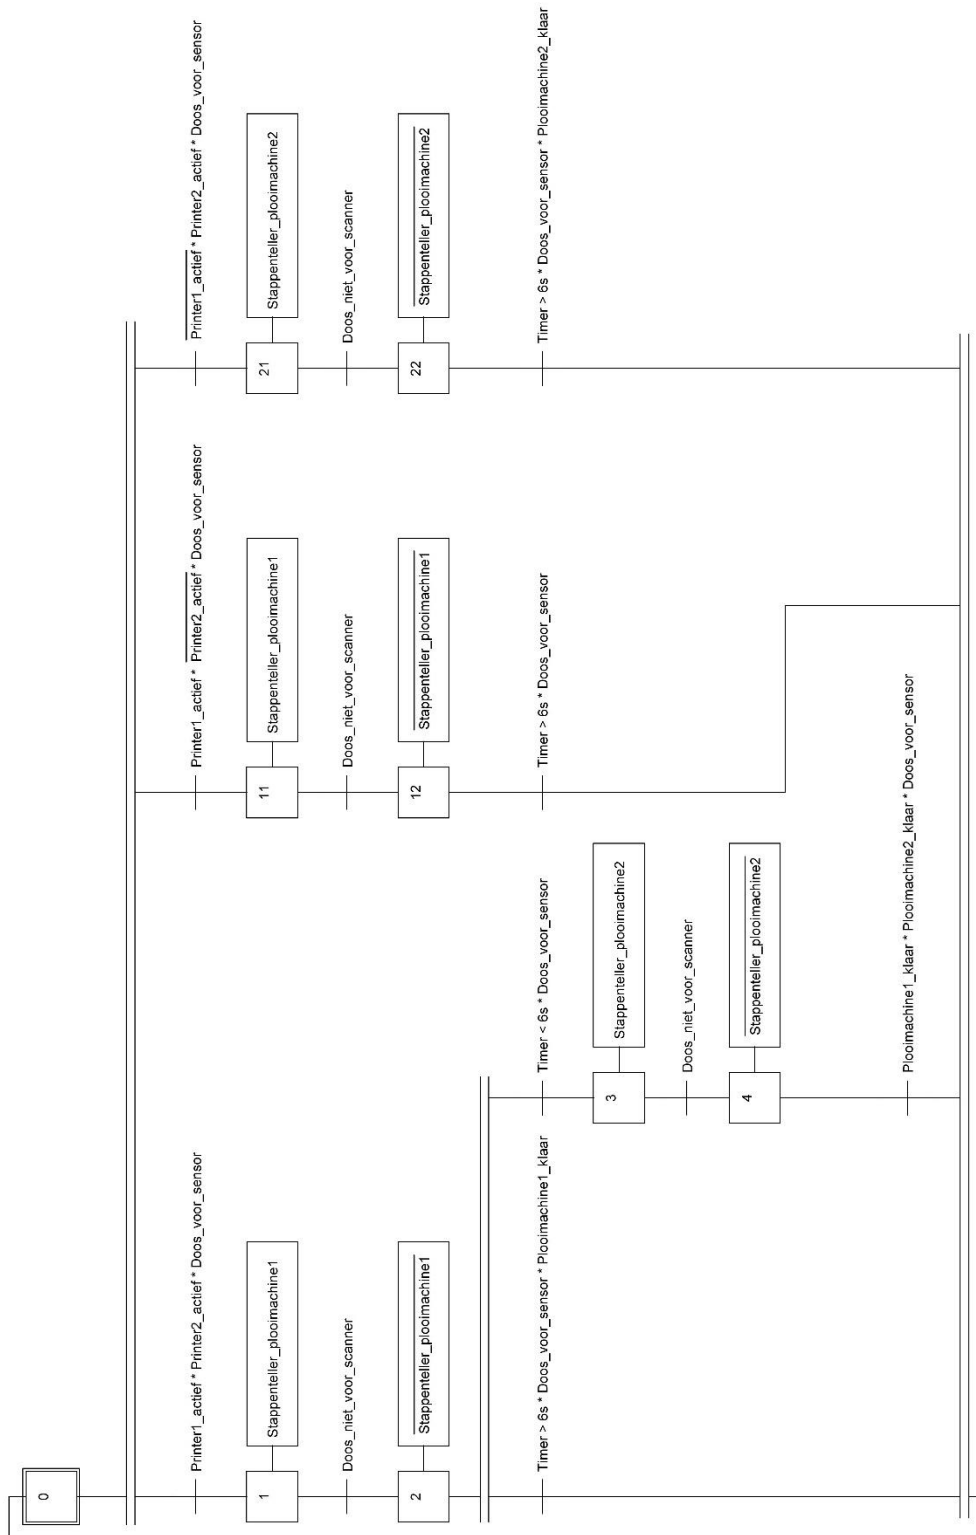 0
Printer1_actief * Printer2_actief * Doos_voor_sensor
Printer1_actief * Printer2_actief * Doos_voor_sensor
Printer1_actief * Printer2_actief * Doos_voor_sensor
1
Stappenteller_plooimachine1
11
Stappenteller_plooimachine1
21
Stappenteller_plooimachine2
Doos_niet_voor_scanner
Doos_niet_voor_scanner
Doos_niet_voor_scanner
2
Stappenteller_plooimachine1
12
Stappenteller_plooimachine1
22
Stappenteller_plooimachine2
Timer > 6s * Doos_voor_sensor * Plooimachine1_klaar
Timer < 6s * Doos_voor_sensor
Timer > 6s * Doos_voor_sensor
Timer > 6s * Doos_voor_sensor * Plooimachine2_klaar
3
Stappenteller_plooimachine2
Doos_niet_voor_scanner
4
Stappenteller_plooimachine2
Plooimachine1_klaar * Plooimachine2_klaar * Doos_voor_sensor